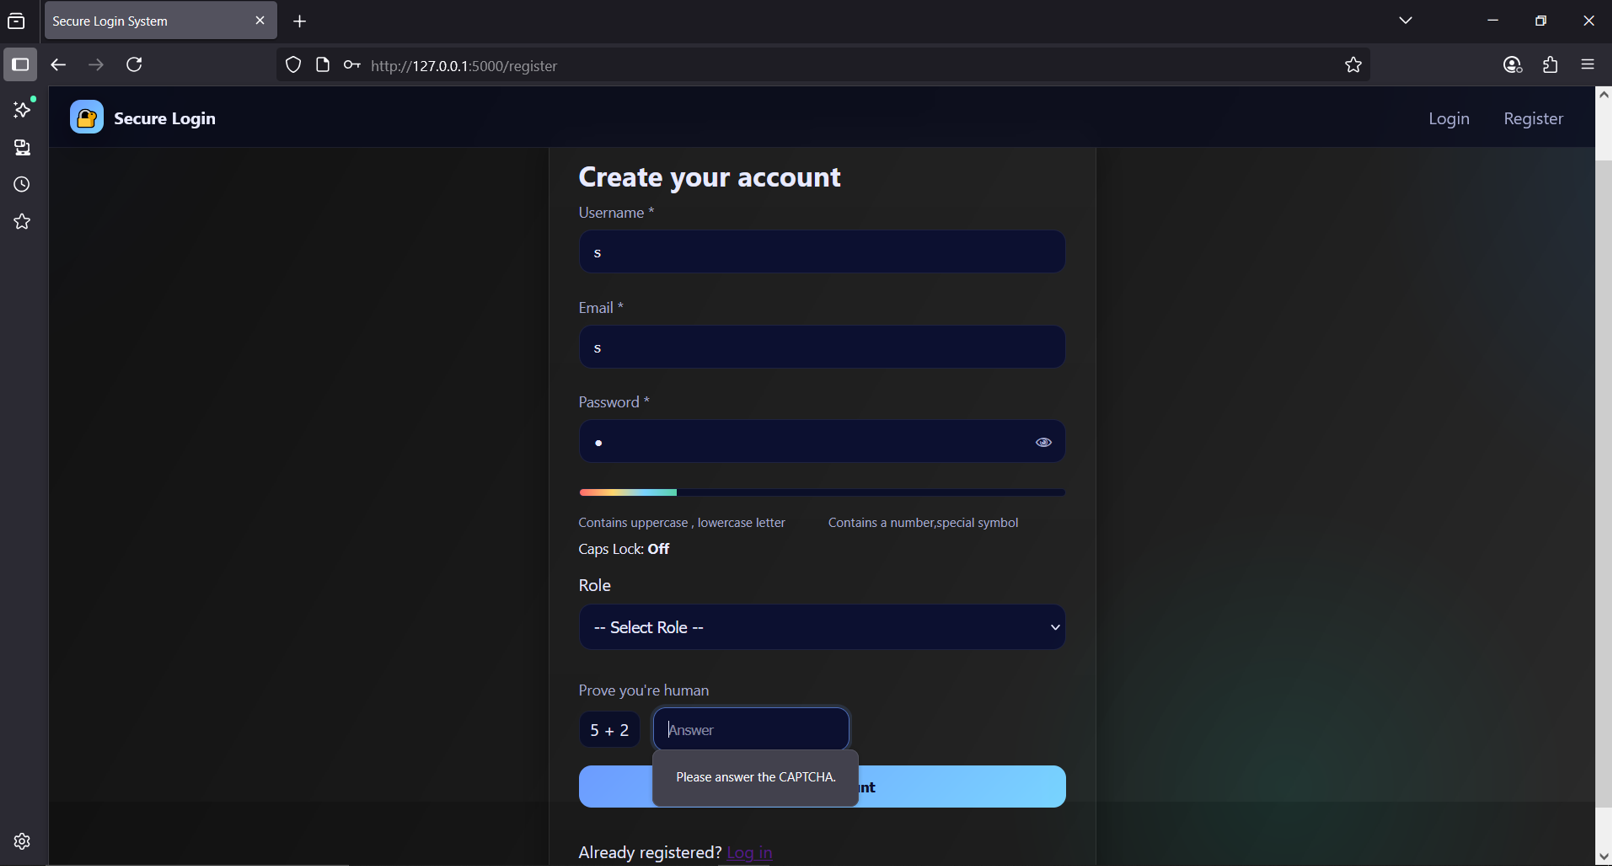 Secure Login System
http://127.0.0.1:5000/register
Secure Login
Login
Register
Create your account
Username *
s
Email *
s
Password *
Contains uppercase , lowercase letter
Contains a number,special symbol
Caps Lock: Off
Role
-- Select Role --
Prove you're human
5 + 2
Answer
Please answer the CAPTCHA.
nt
Already registered? Log in